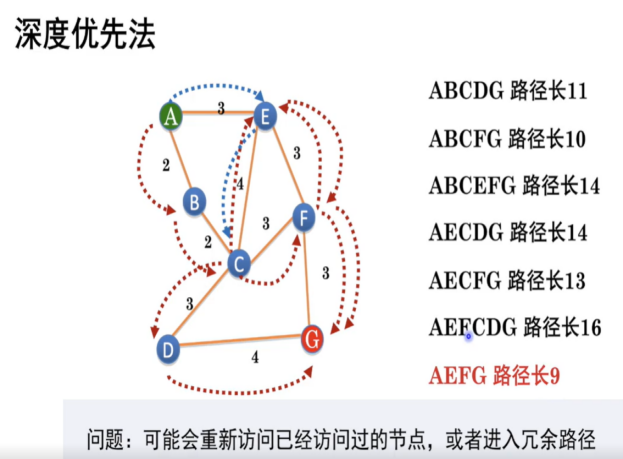 深度优先法
A
3
E
2
B
4
3
2
3
F
C
3
3
D
4
G
ABCDG 路径长11
ABCFG 路径长10
ABCEFG 路径长14
AECDG 路径长14
AECFG 路径长13
AEFCDG 路径长16
AEFG 路径长9
问题：可能会重新访问已经访问过的节点，或者进入冗余路径